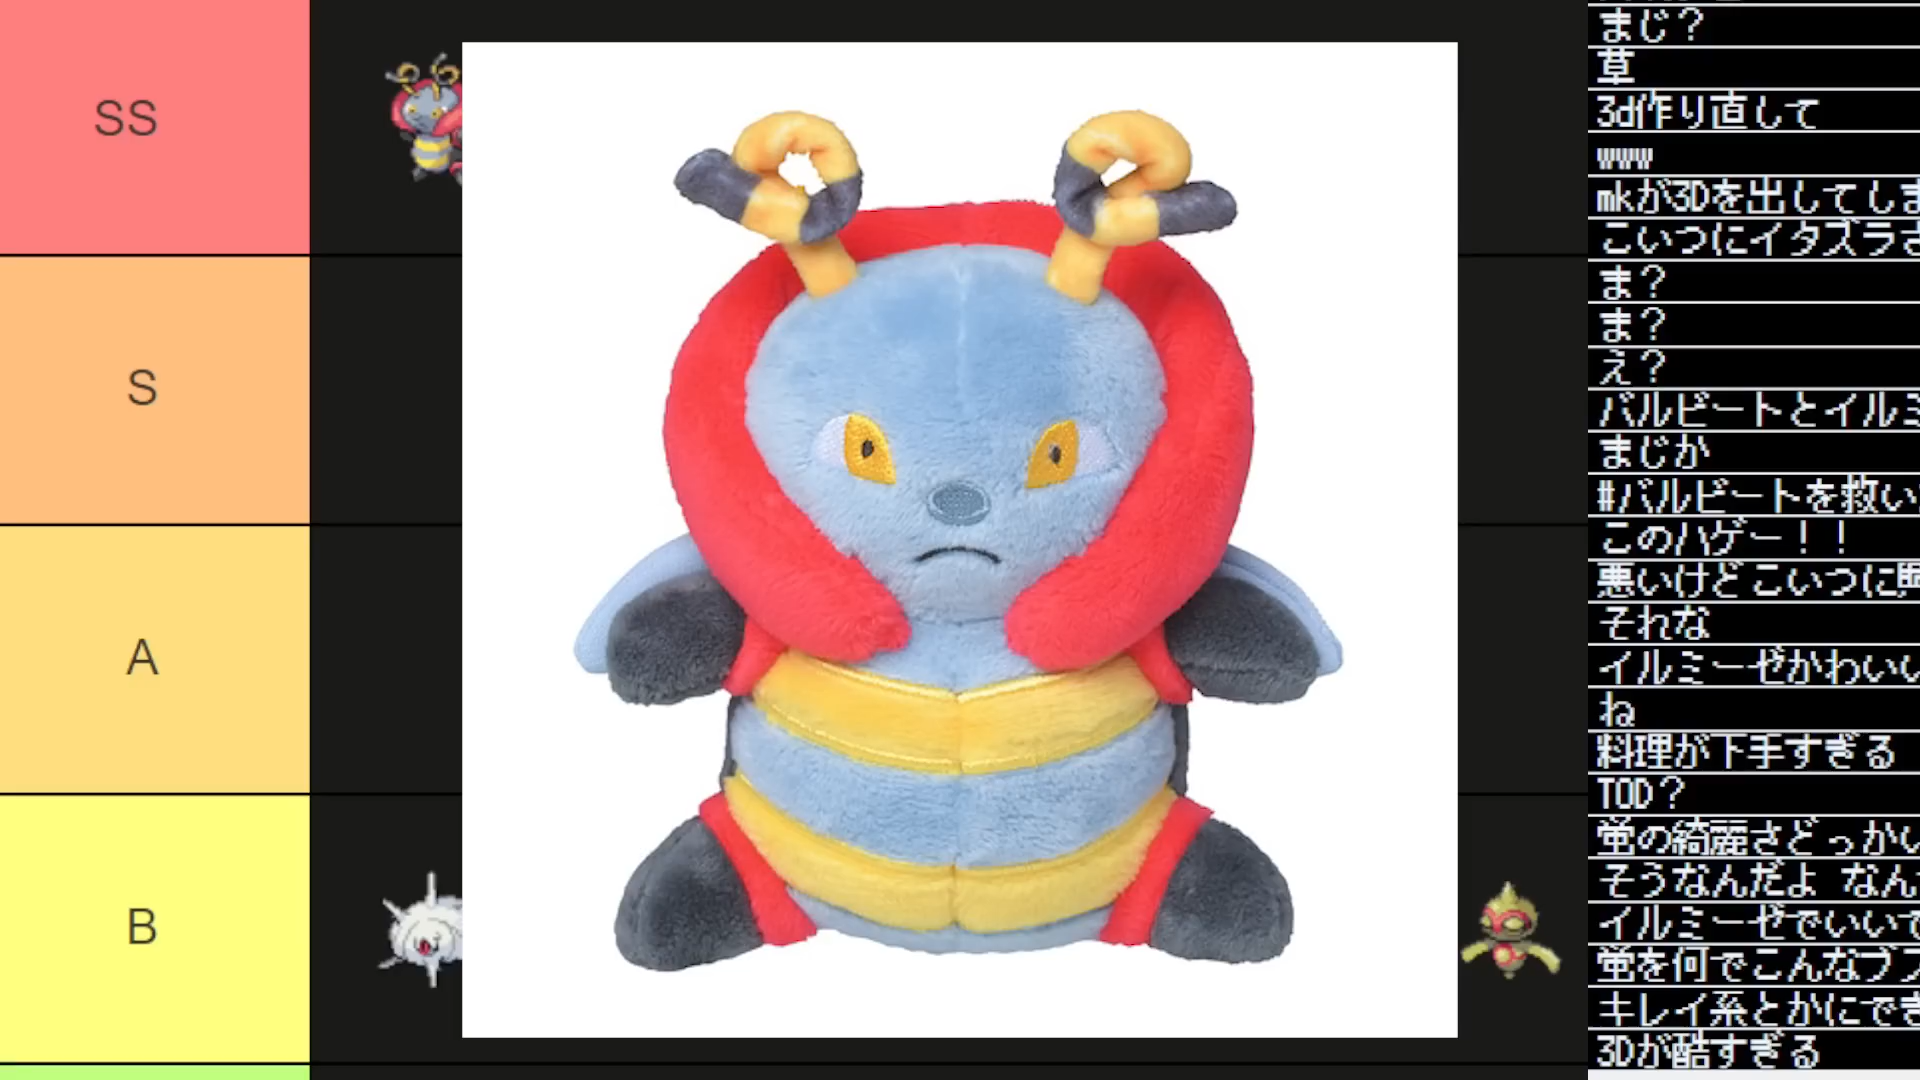 SS
S
A
B
まじ？
草
3d作り直して
www
mkが3Dを出してしま
こいつにイタズラさ
ま？
ま？
え？
バルビートとイルミ
まじか
#バルビートを救い
このハゲー！！
悪いけどこいつに
それな
イルミーゼかわいい
ね
料理が下手すぎる
TOD？
蛍の綺麗さどっかい
そうなんだよ なん
イルミーゼでいいで
蛍を何でこんなブ
キレイ系とかにでき
3Dが酷すぎる